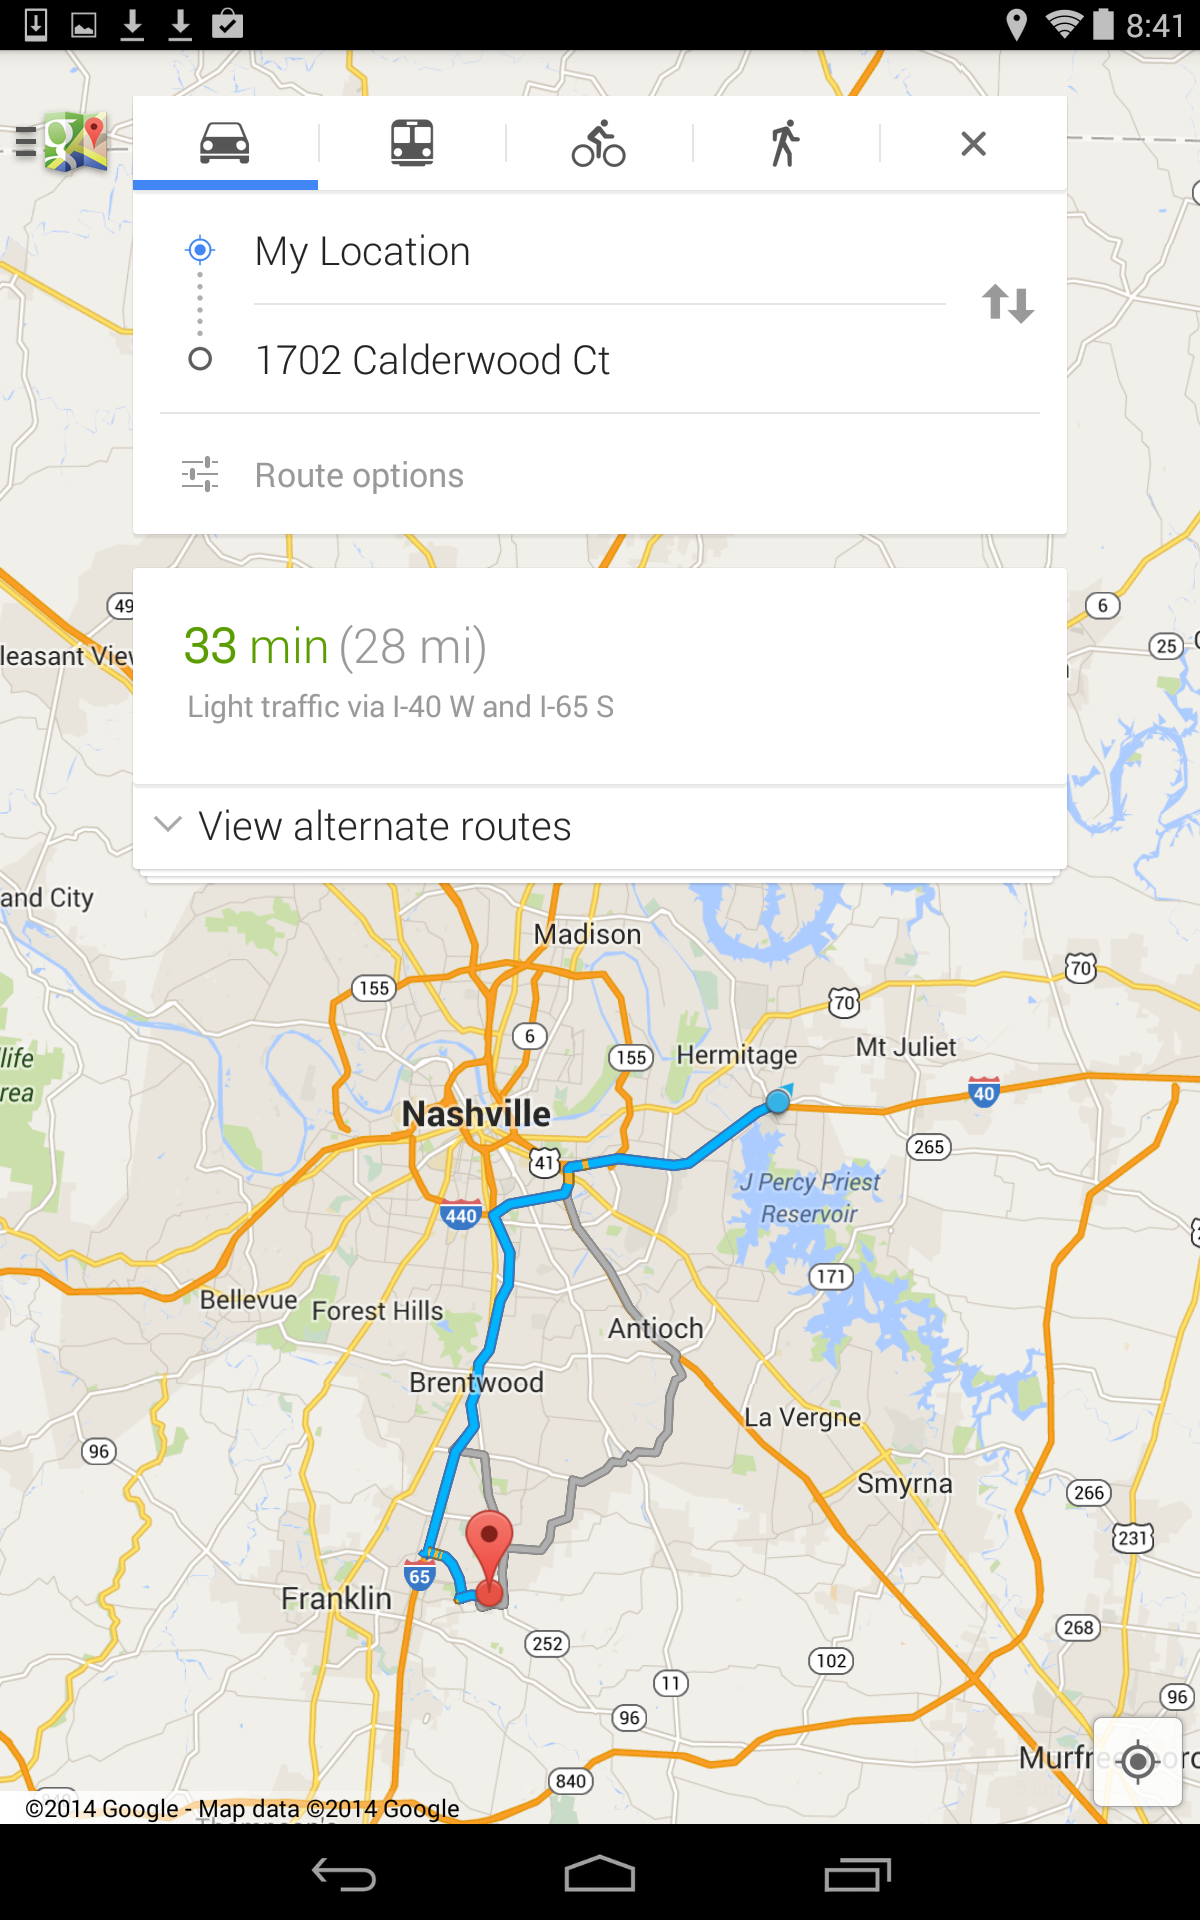 8:41
My Location
1702 Calderwood Ct
Route options
49
6
25
33 min (28 mi)
Light traffic via I-40 W and I-65 S
View alternate routes
and City
Madison
70
155
70
6
Hermitage
Mt Juliet
155
life
rea
40
Nashville
265
41
J Percy Priest
Reservoir
440
171
Bellevue
Forest Hills
Antioch
Brentwood
La Vergne
96
Smyrna
266
231
65
Franklin
252
268
102
11
96
96
840
©2014 Google - Map data ©2014 Google